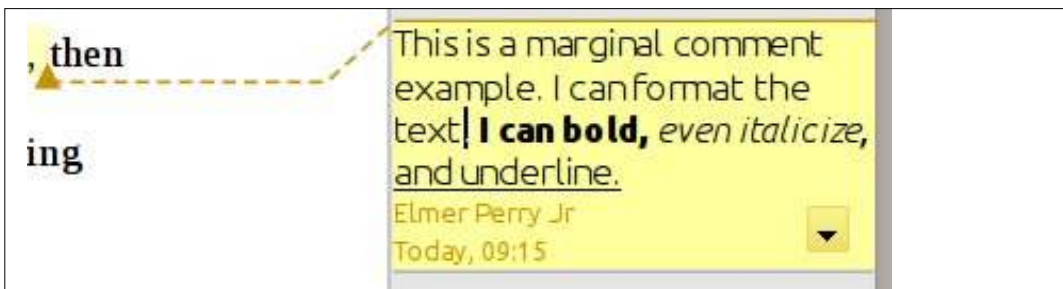 , then
ing
This is a marginal comment
example. I can format the
text. I can bold, even italicize,
and underline.
Elmer Perry Jr
Today, 09:15